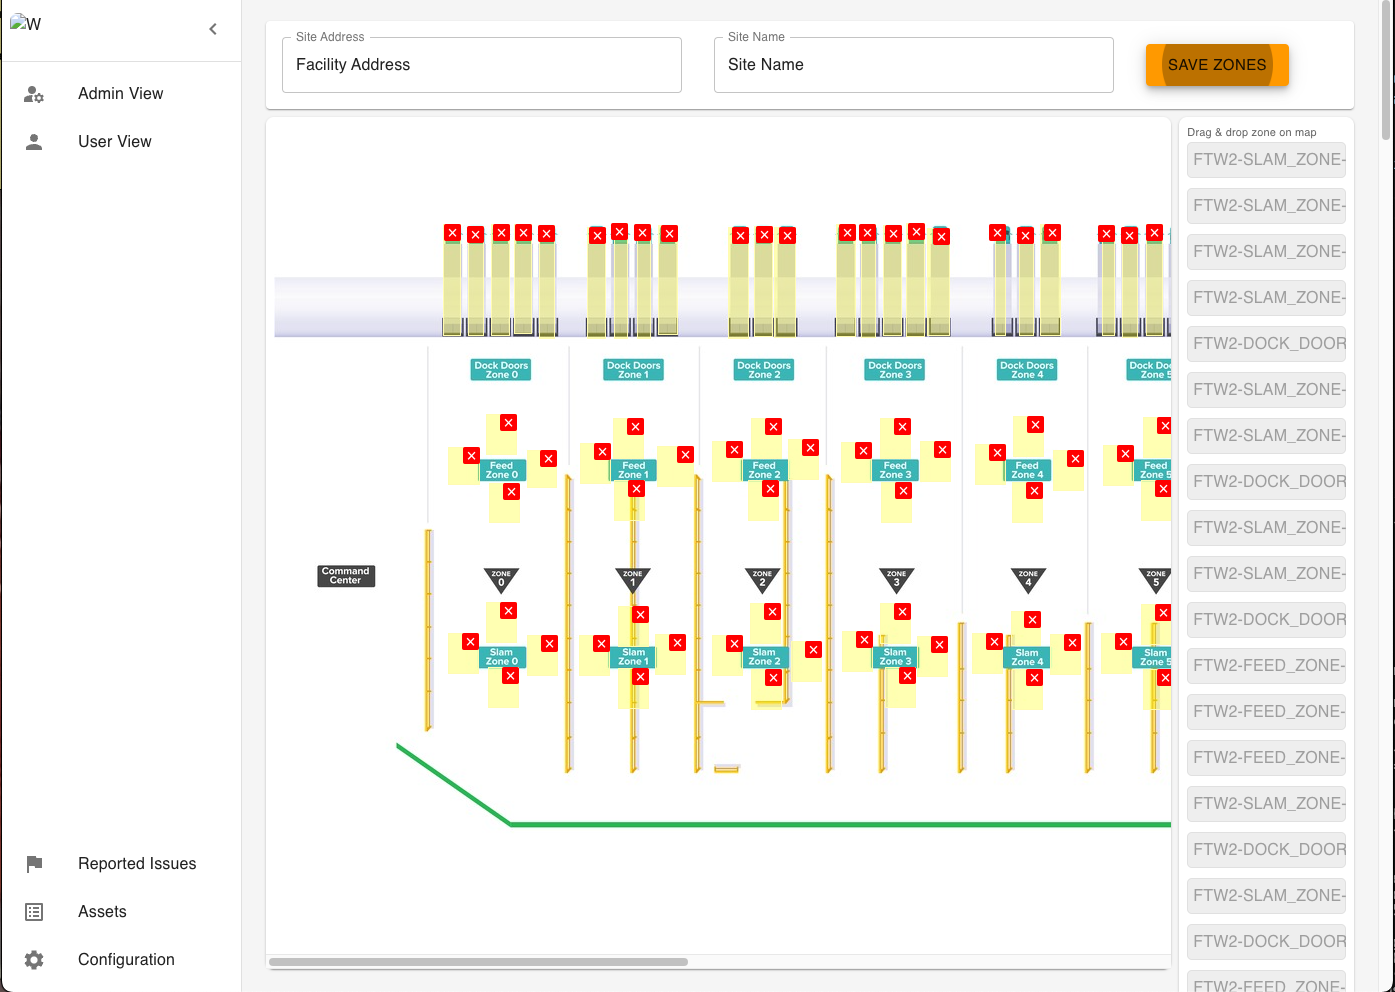 W
Admin View
User View
Reported Issues
Assets
Configuration
Site Address
Facility Address
Site Name
Site Name
SAVE ZONES
Dock Doors
Zone 0
Dock Doors
Zone 1
Dock Doors
Zone 2
Dock Doors
Zone 3
Dock Doors
Zone 4
Dock Doo
Zone 5
Feed
Zone 0
Feed
Zone 1
Feed
Zone 2
Feed
Zone 3
Feed
Zone 4
Feed
Zone 5
Command
Center
ZONE
0
ZONE
1
ZONE
2
ZONE
3
ZONE
4
ZONE
5
Slam
Zone 0
Slam
Zone 1
Slam
Zone 2
Slam
Zone 3
Slam
Zone 4
Slam
Zone 5
Drag & drop zone on map
FTW2-SLAM_ZONE-
FTW2-SLAM_ZONE-
FTW2-SLAM_ZONE-
FTW2-SLAM_ZONE-
FTW2-DOCK_DOOR
FTW2-SLAM_ZONE-
FTW2-SLAM_ZONE-
FTW2-DOCK_DOOR
FTW2-SLAM_ZONE-
FTW2-SLAM_ZONE-
FTW2-DOCK_DOOR
FTW2-FEED_ZONE-
FTW2-FEED_ZONE-
FTW2-FEED_ZONE-
FTW2-SLAM_ZONE-
FTW2-DOCK_DOOR
FTW2-SLAM_ZONE-
FTW2-DOCK_DOOR
FTW2-FEED_ZONE-